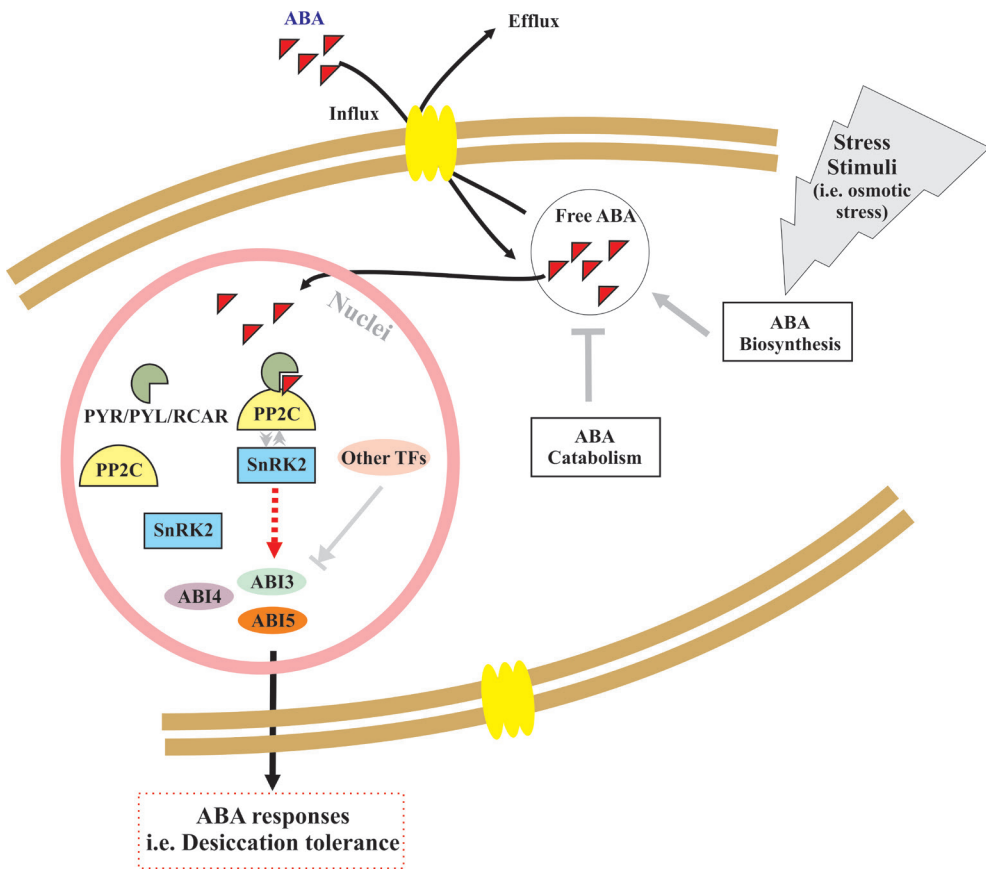 ABA
Efflux
Influx
Stress
Stimuli
(i.e. osmotic
stress)
Free ABA
Nuclei
ABA
Biosynthesis
PYR/PYL/RCAR
PP2C
ABA
Catabolism
PP2C
SnRK2
Other TFs
SnRK2
ABI3
ABI4
ABI5
ABA responses
i.e. Desiccation tolerance